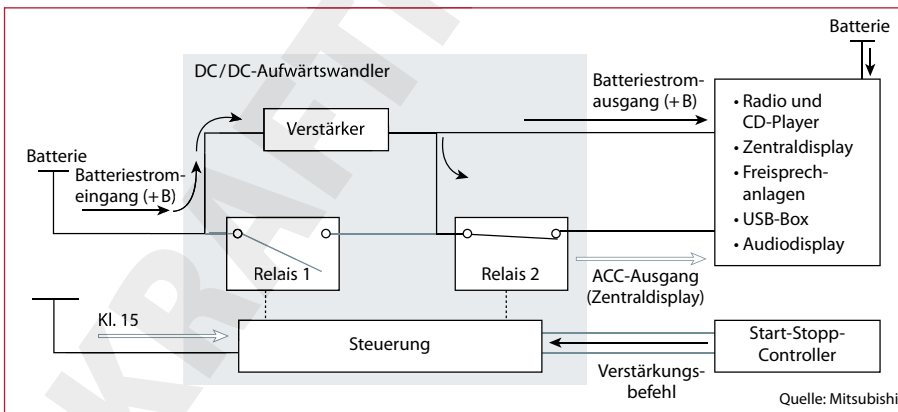 Batterie
DC/DC-Aufwärtswandler
Batteriestrom-
ausgang (+B)
Verstärker
• Radio und
CD-Player
• Zentraldisplay
• Freisprech-
anlagen
• USB-Box
• Audiodisplay
Batterie
Batteriestrom-
eingang (+B)
Relais 1
Relais 2
ACC-Ausgang
(Zentraldisplay)
Kl. 15
Steuerung
Start-Stopp-
Controller
Verstärkungs-
befehl
Quelle: Mitsubishi
KRAFT